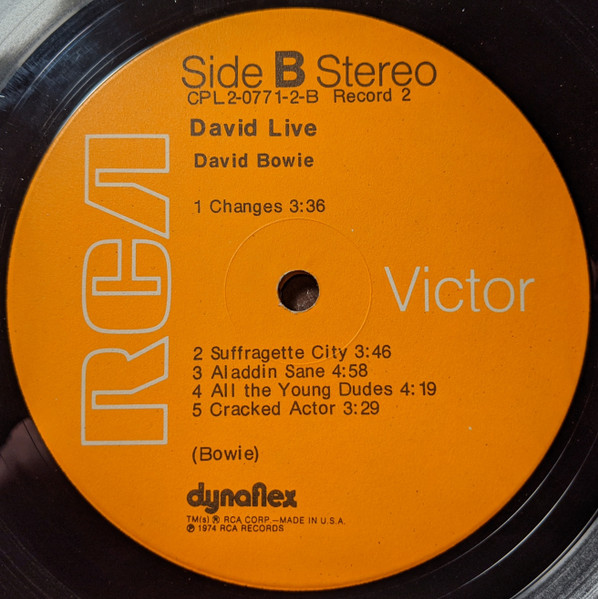 Side B Stereo
CPL2-0771-2-B Record 2
David Live
David Bowie
1 Changes 3:36
RCA
Victor
2 Suffragette City 3:46
3 Aladdin Sane 4:58
4 All the Young Dudes 4:19
5 Cracked Actor 3:29
(Bowie)
dynaflex
TM(s) ® RCA CORP.—MADE IN U.S.A.
℗ 1974 RCA RECORDS